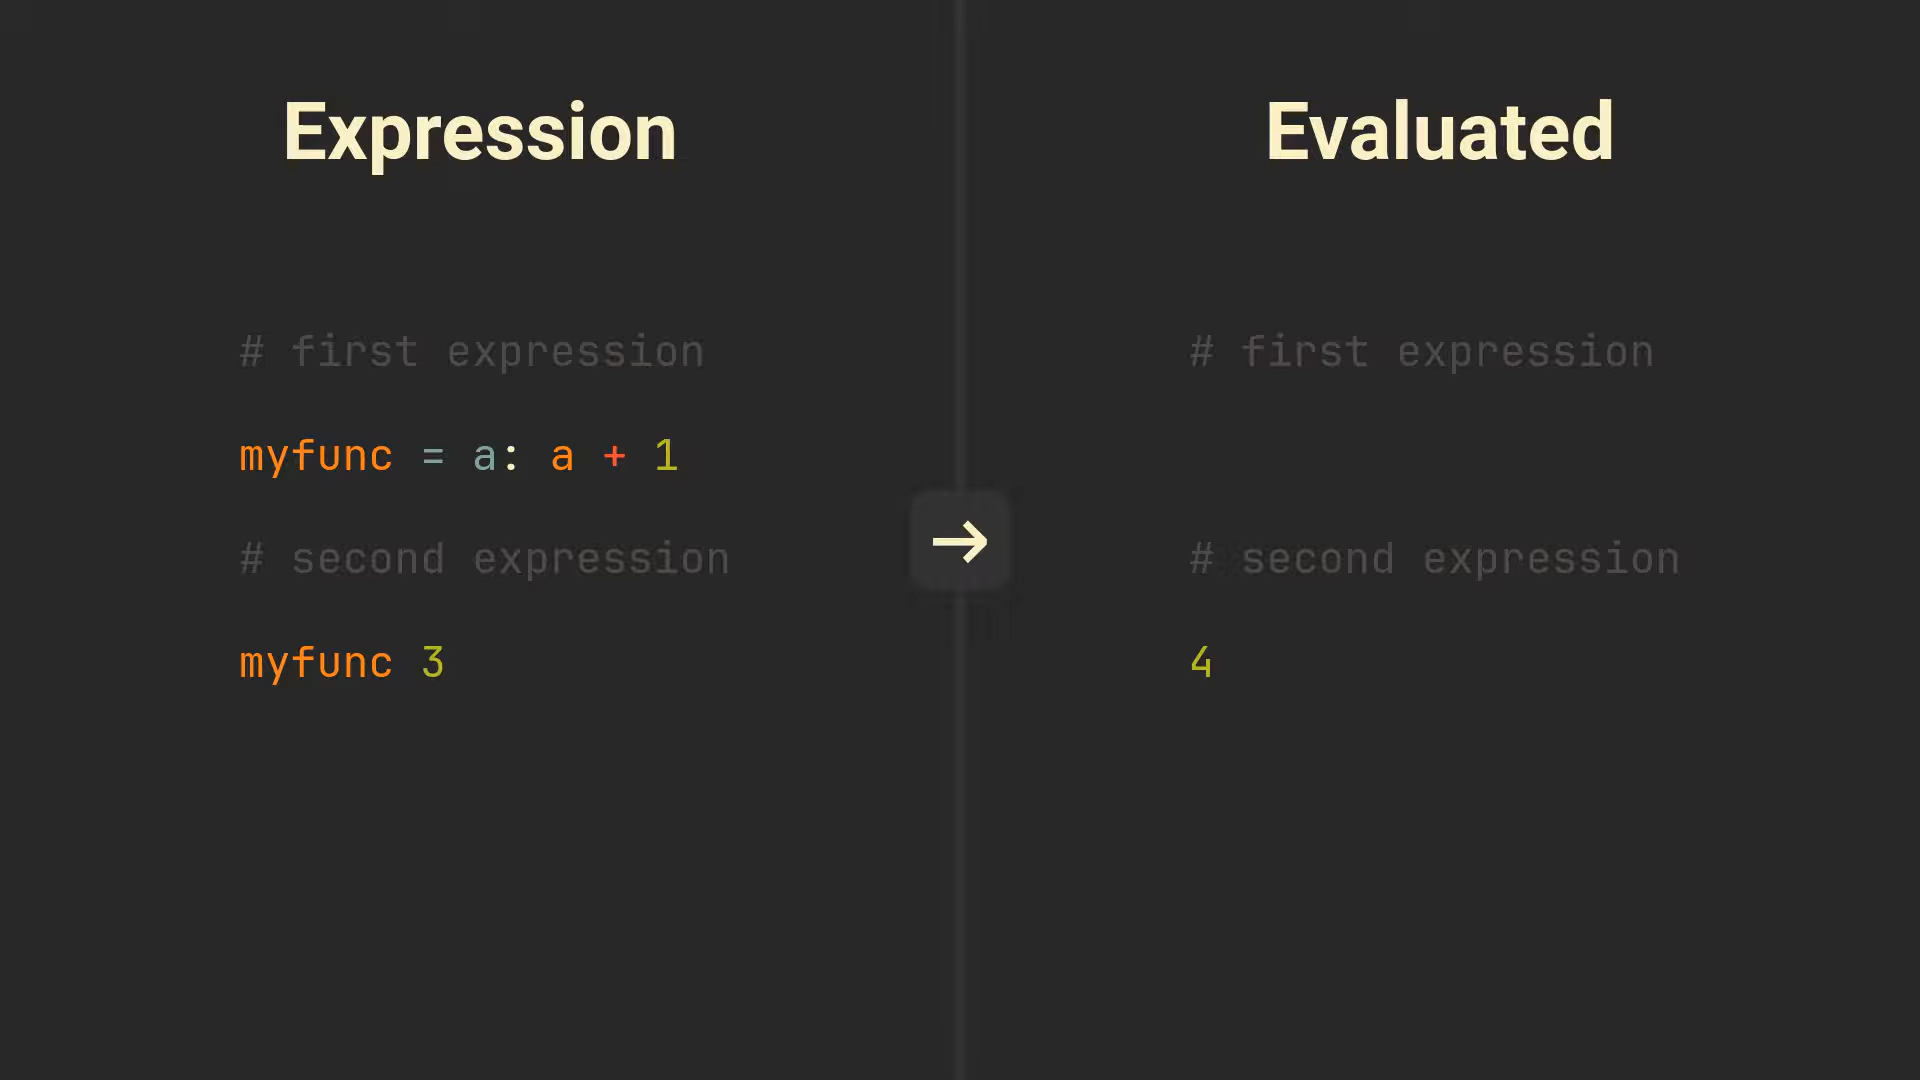 Expression
# first expression
myfunc = a: a + 1
# second expression
myfunc 3
→
Evaluated
# first expression
# second expression
4